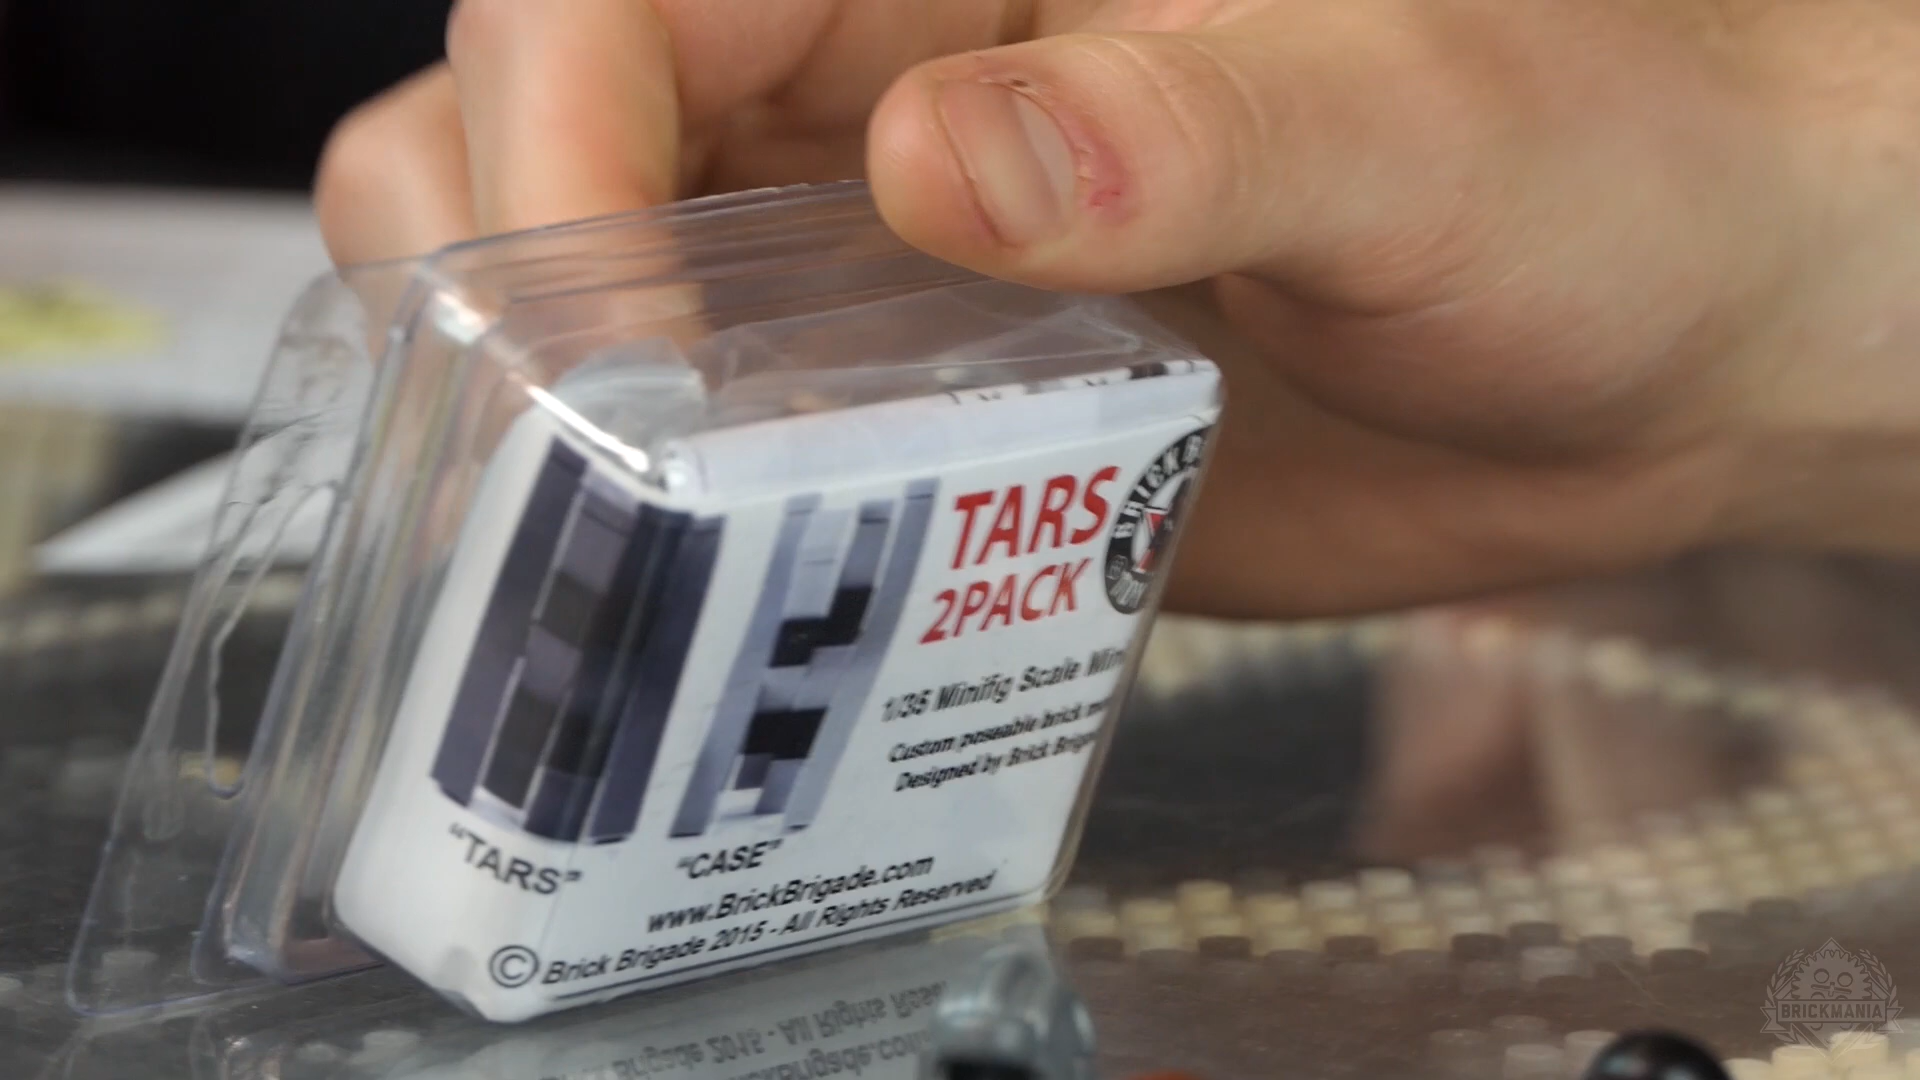 TARS
2PACK
1/35 Minifig Scale
Custom poseable brick
Designed by Brick
"TARS"
"CASE"
www.BrickBrigade.com
© Brick Brigade 2015 - All Rights Reserved
BRICK
BRICKMANIA